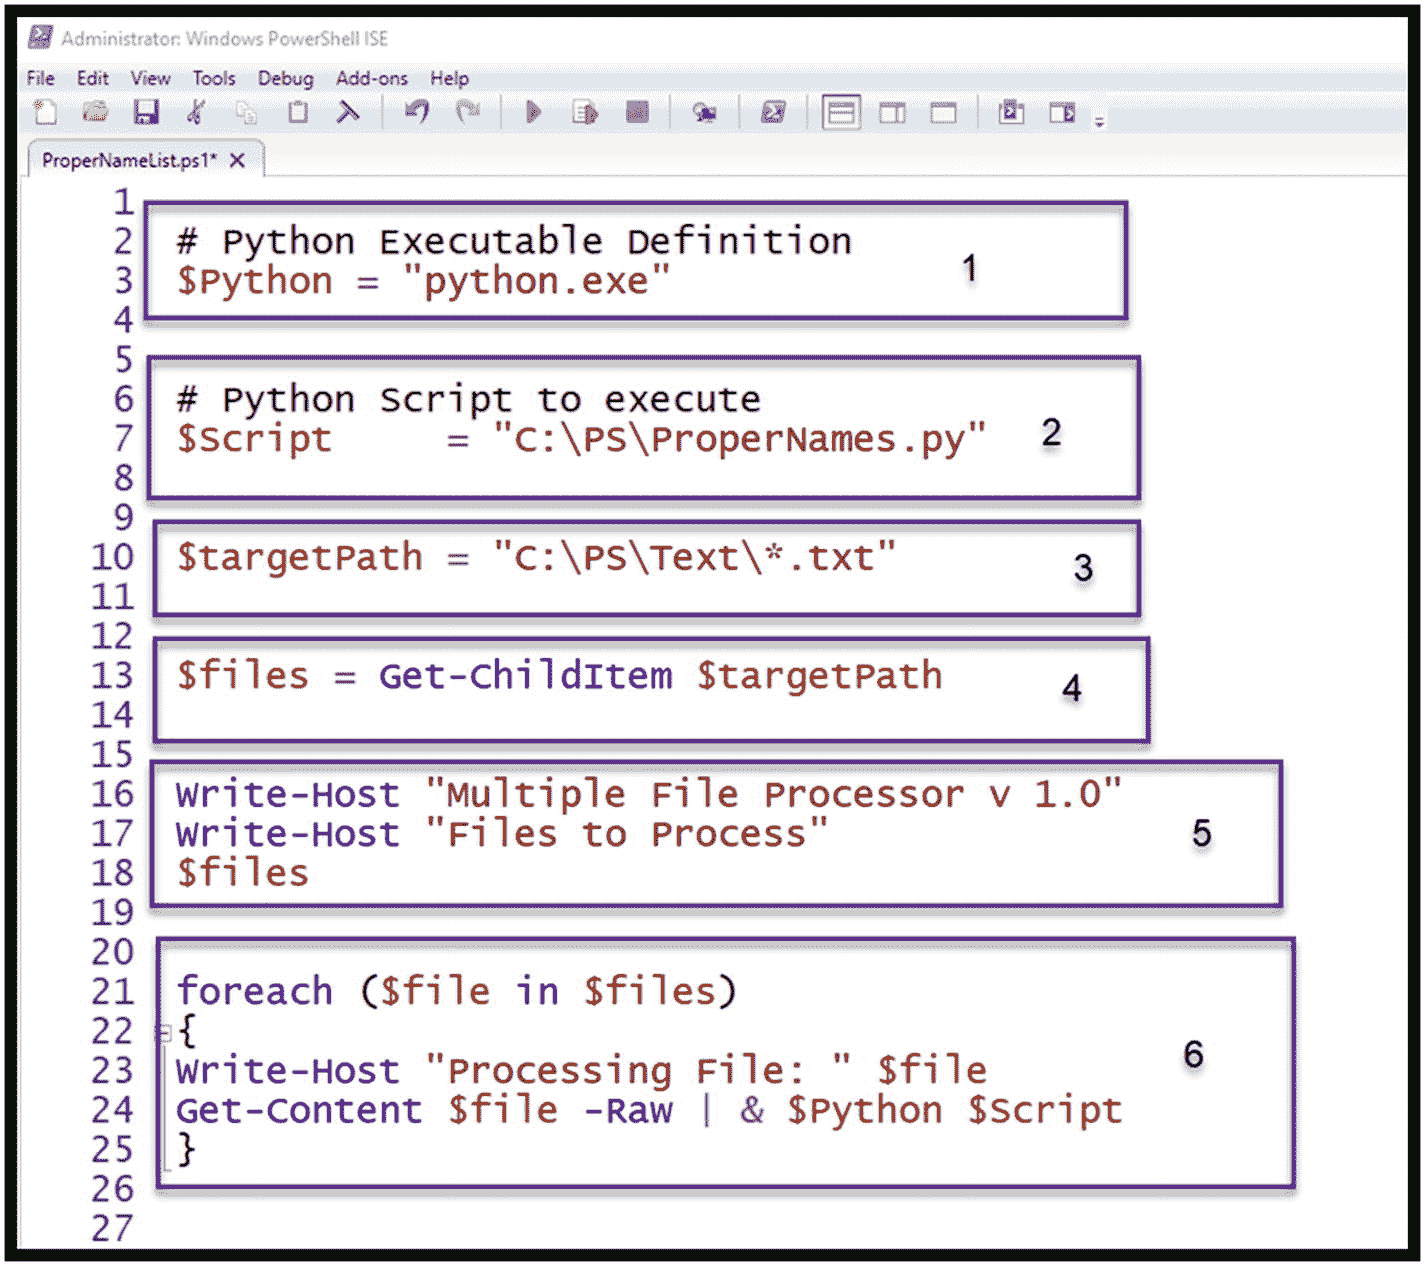 Administrator: Windows PowerShell ISE
File Edit View Tools Debug Add-ons Help
ProperNameList.ps1* X
1
2 # Python Executable Definition
3 $Python = "python.exe"
1
4
5
6 # Python Script to execute
7 $Script     = "C:\PS\ProperNames.py"
2
8
9
10 $targetPath = "C:\PS\Text\*.txt"
3
11
12
13 $files = Get-ChildItem $targetPath
4
14
15
16 Write-Host "Multiple File Processor v 1.0"
17 Write-Host "Files to Process"
5
18 $files
19
20
21 foreach ($file in $files)
22 {
23 Write-Host "Processing File: " $file
6
24 Get-Content $file -Raw | & $Python $Script
25 }
26
27